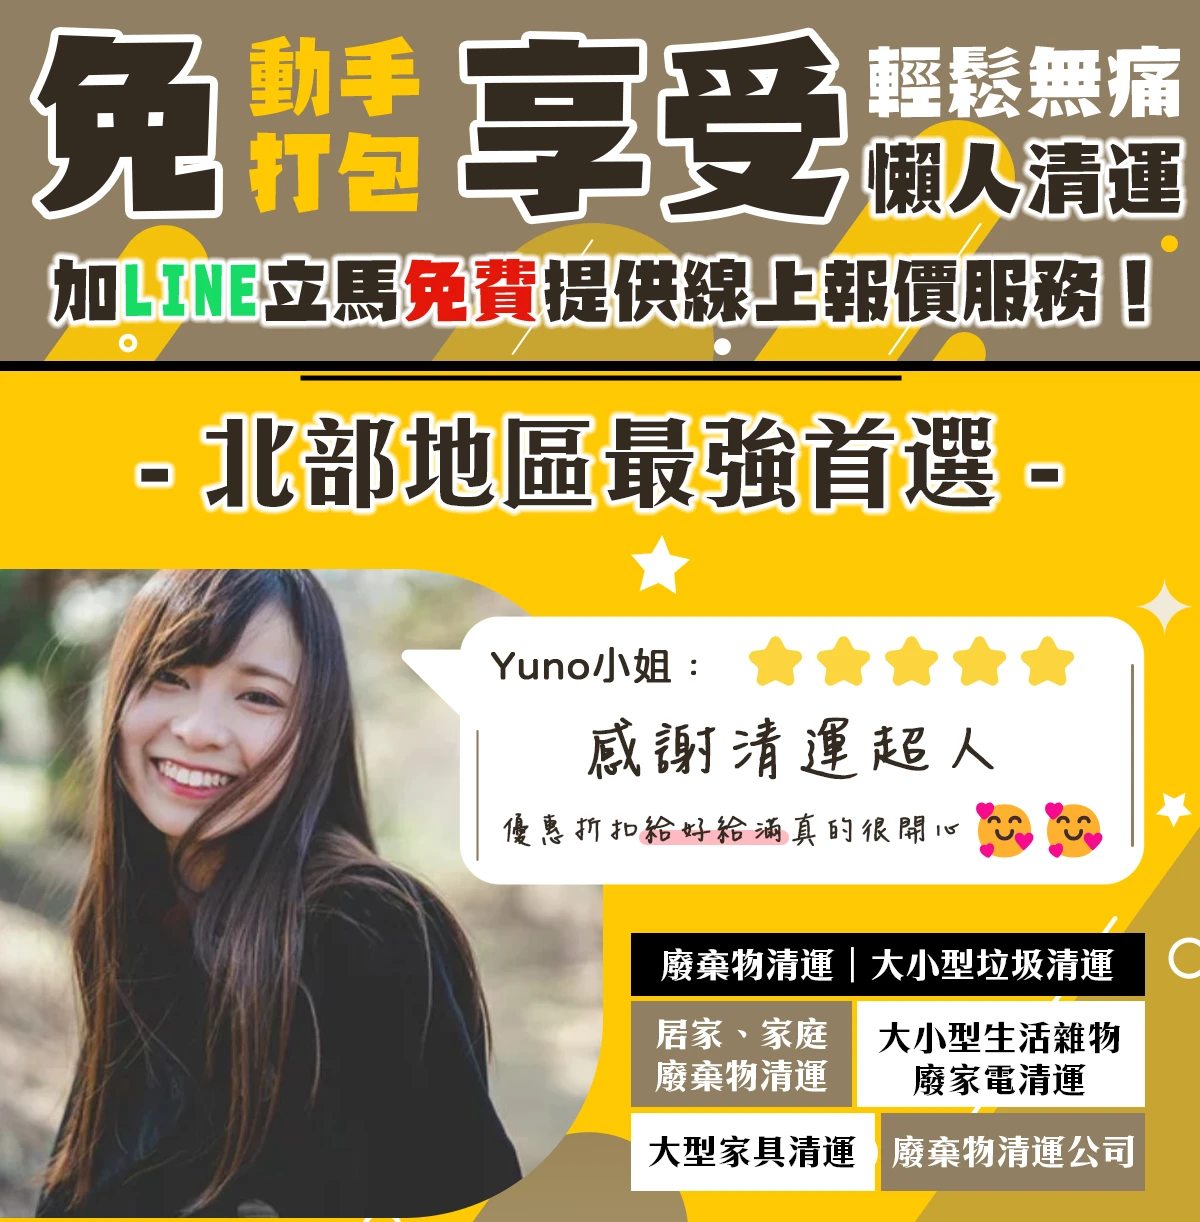 免動手打包享受輕鬆無痛懶人清運
加LINE立馬免費提供線上報價服務！
- 北部地區最強首選 -
Yuno小姐：
感謝清運超人
優惠折扣給好給滿真的很開心
廢棄物清運｜大小型垃圾清運
居家、家庭
廢棄物清運
大小型生活雜物
廢家電清運
大型家具清運
廢棄物清運公司